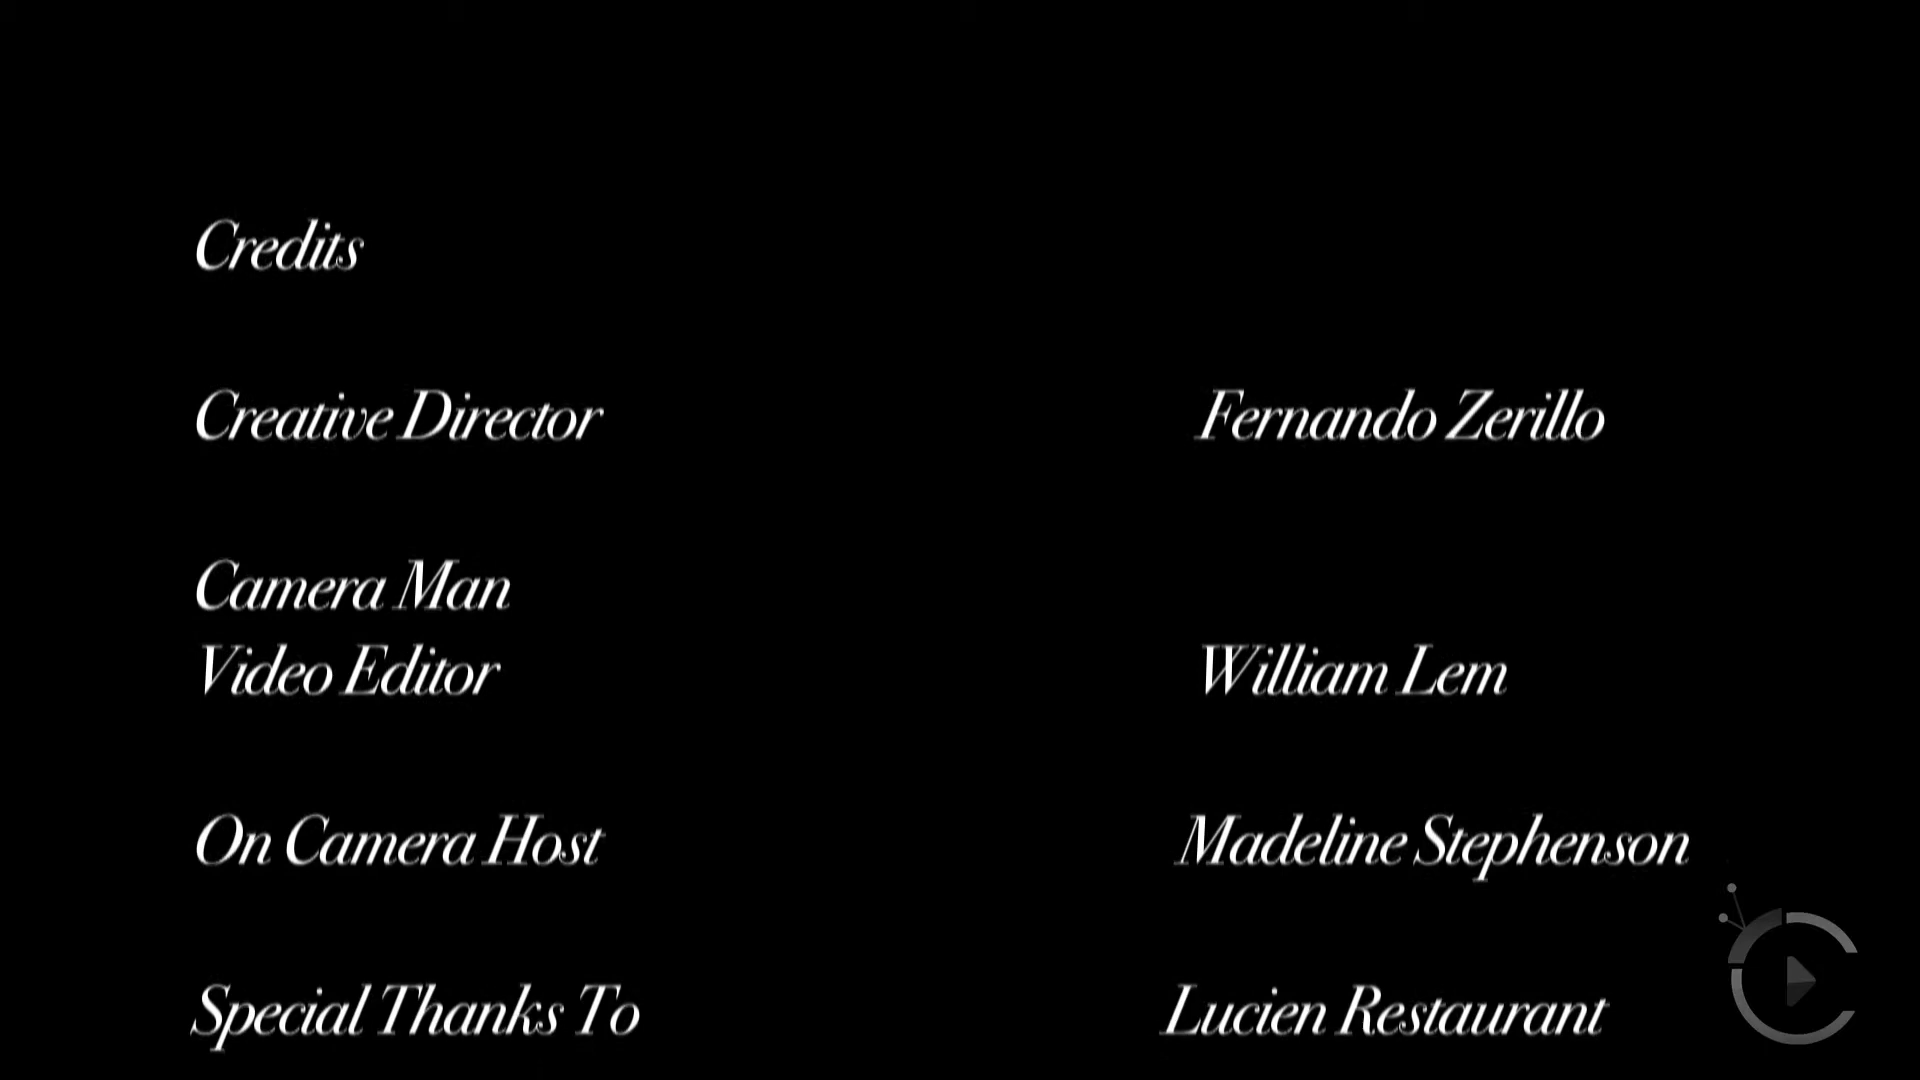 Credits
Creative Director Fernando Zerillo
Camera Man
Video Editor William Lem
On Camera Host Madeline Stephenson
Special Thanks To Lucien Restaurant